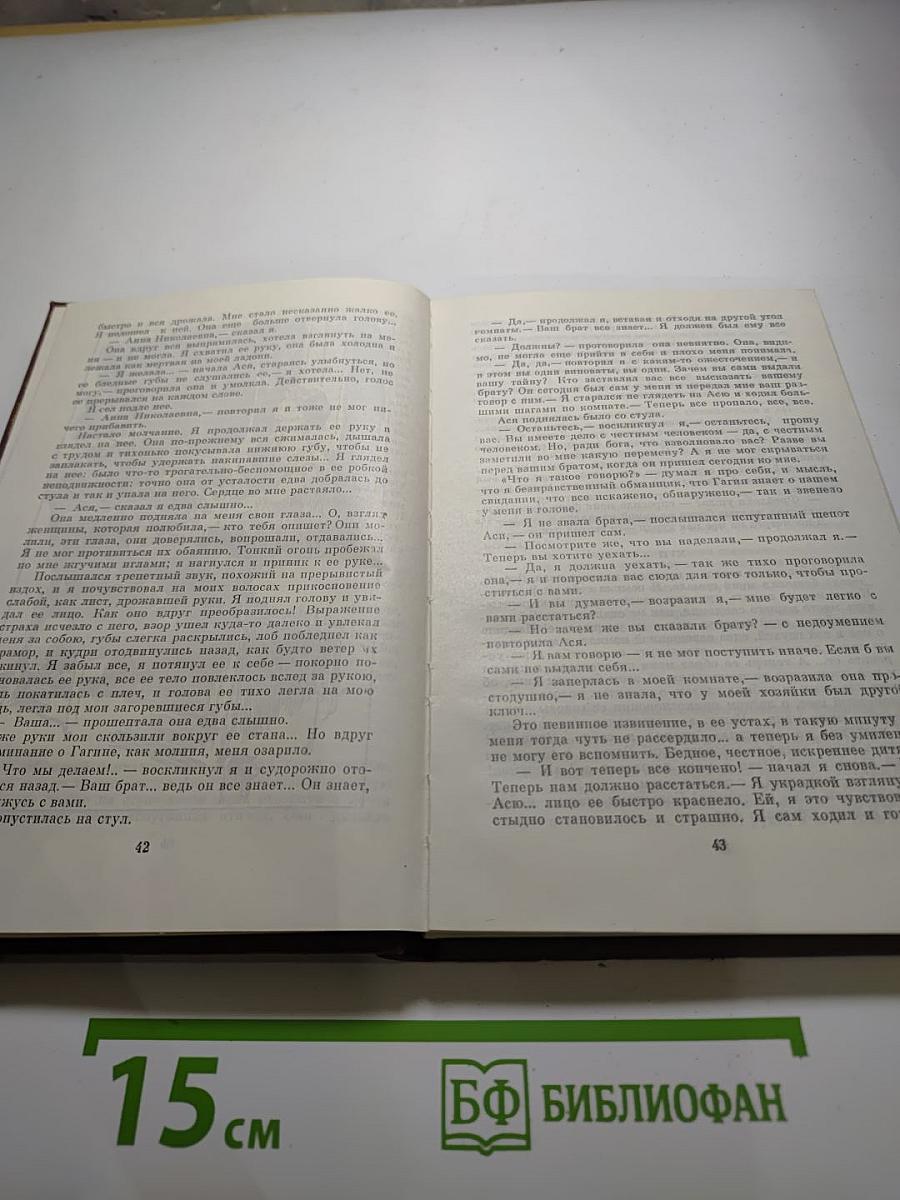 быстро и вся дрожала. Мне стало несказанно жалко ее.
Я подошел к ней. Она еще больше отвернула голову...
— Анна Николаевна,— сказал я.
Она вдруг вся выпрямилась, хотела взглянуть на ме-
ня — и не могла. Я схватил ее руку, она была холодна и
лежала как мертвая на моей ладони.
— Я желала... — начала Ася, стараясь улыбнуться, но
ее бледные губы не слушались ее,— я хотела... Нет, не
могу,— проговорила она и умолкла. Действительно, голос
ее прерывался на каждом слове.
Я сел подле нее.
— Анна Николаевна,— повторил я и тоже не мог ни-
чего прибавить.
Настало молчание. Я продолжал держать ее руку и
глядел на нее. Она по-прежнему вся сжималась, дышала
с трудом и тихонько покусывала нижнюю губу, чтобы не
заплакать, чтобы удержать накипавшие слезы... Я глядел
на нее: было что-то трогательно-беспомощное в ее робкой
неподвижности: точно она от усталости едва добралась до
стула и так и упала на него. Сердце во мне растаяло...
— Ася,— сказал я едва слышно...
Она медленно подняла на меня свои глаза... О, взгляд
женщины, которая полюбила,— кто тебя опишет? Они мо-
лили, эти глаза, они доверялись, вопрошали, отдавались...
Я не мог противиться их обаянию. Тонкий огонь пробежал
по мне жгучими иглами; я нагнулся и приник к ее руке...
Послышался трепетный звук, похожий на прерывистый
вздох, и я почувствовал на моих волосах прикосновение
слабой, как лист, дрожавшей руки. Я поднял голову и уви-
дал ее лицо. Как оно вдруг преобразилось! Выражение
страха исчезло с него, взор ушел куда-то далеко и увлекал
меня за собою, губы слегка раскрылись, лоб побледнел как
рамор, и кудри отодвинулись назад, как будто ветер их
кинул. Я забыл все, я потянул ее к себе — покорно по-
новалась ее рука, все ее тело повлеклось вслед за рукою,
ль покатилась с плеч, и голова ее тихо легла на мою
дь, легла под мои загоревшиеся губы...
— Ваша... — прошептала она едва слышно.
же руки мои скользили вокруг ее стана... Но вдруг
минание о Гагине, как молния, меня озарило.
Что мы делаем!.. — воскликнул я и судорожно ото-
ся назад.— Ваш брат... ведь он все знает... Он знает,
жусь с вами.
опустилась на стул.
42
— Да,— продолжал я, вставая и отходя на другой угол
комнаты.— Ваш брат все знает... Я должен был ему все
сказать.
— Должны? — проговорила она невнятно. Она, види-
мо, не могла еще прийти в себя и плохо меня понимала.
— Да, да,— повторил я с каким-то ожесточением,— и
в этом вы одни виноваты, вы одни. Зачем вы сами выдали
вашу тайну? Кто заставлял вас все высказать вашему
брату? Он сегодня был сам у меня и передал мне ваш раз-
говор с ним.— Я старался не глядеть на Асю и ходил боль-
шими шагами по комнате.— Теперь все пропало, все, все.
Ася поднялась было со стула.
— Останьтесь,— воскликнул я,— останьтесь, прошу
вас. Вы имеете дело с честным человеком — да, с честным
человеком. Но, ради бога, что взволновало вас? Разве вы
заметили во мне какую перемену? А я не мог скрываться
перед вашим братом, когда он пришел сегодня ко мне.
«Что я такое говорю?» — думал я про себя, и мысль,
что я безнравственный обманщик, что Гагин знает о нашем
свидании, что все искажено, обнаружено,— так и звенело
у меня в голове.
— Я не звала брата,— послышался испуганный шепот
Аси,— он пришел сам.
— Посмотрите же, что вы наделали,— продолжал я.—
Теперь вы хотите уехать...
— Да, я должна уехать,— так же тихо проговорила
она,— я и попросила вас сюда для того только, чтобы про-
ститься с вами.
— И вы думаете,— возразил я,— мне будет легко с
вами расстаться?
— Но зачем же вы сказали брату? — с недоумением
повторила Ася.
— Я вам говорю — я не мог поступить иначе. Если б вы
сами не выдали себя...
— Я заперлась в моей комнате,— возразила она про-
стодушно,— я не знала, что у моей хозяйки был другой
ключ...
Это невинное извинение, в ее устах, в такую минуту
меня тогда чуть не рассердило... а теперь я без умилен
не могу его вспомнить. Бедное, честное, искреннее дитя
— И вот теперь все кончено! — начал я снова.—
Теперь нам должно расстаться.— Я украдкой взгляну
Асю... лицо ее быстро краснело. Ей, я это чувствов
стыдно становилось и страшно. Я сам ходил и гов
43
15 см
БФ БИБЛИОФАН